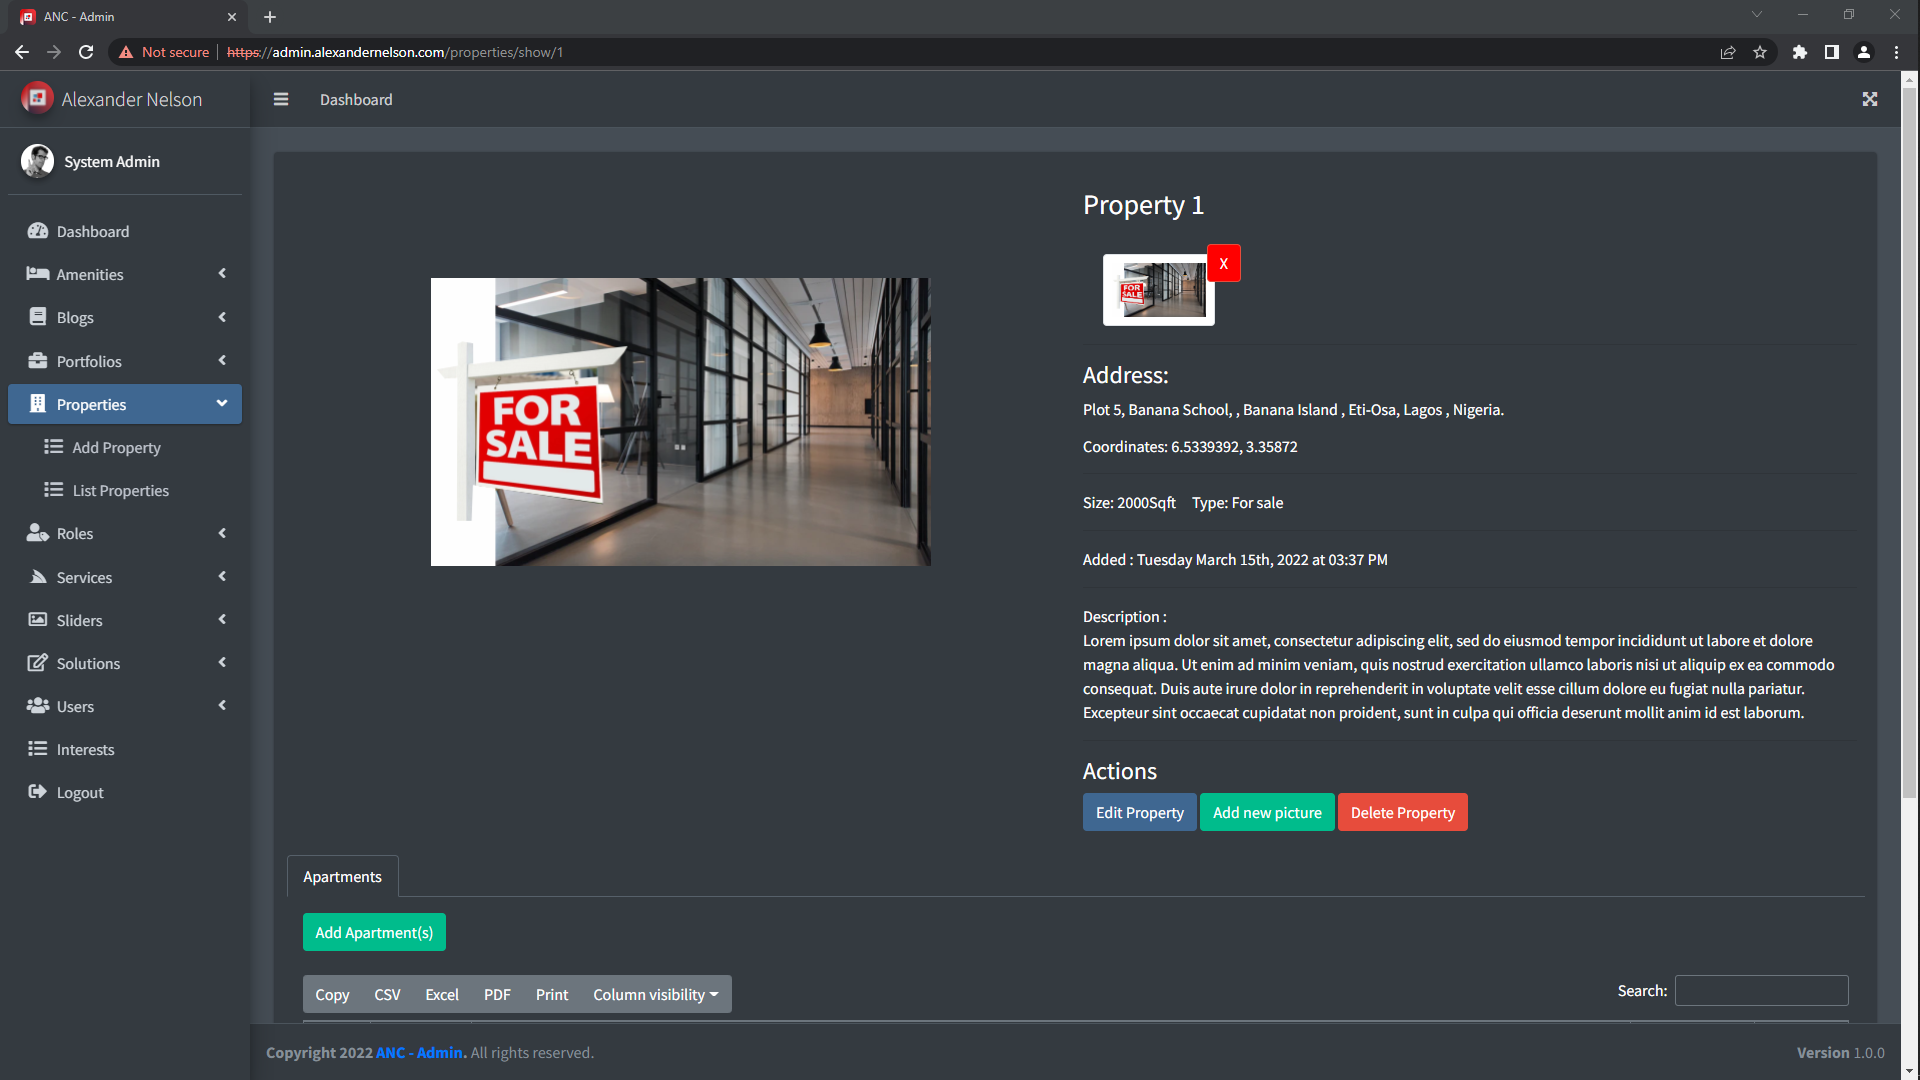 ANC - Admin
Not secure
https://admin.alexandernelson.com/properties/show/1
Alexander Nelson
Dashboard
System Admin
Dashboard
Amenities
Blogs
Portfolios
Properties
Add Property
List Properties
Roles
Services
Sliders
Solutions
Users
Interests
Logout
FOR
SALE
Property 1
FOR
SALE
X
Address:
Plot 5, Banana School, , Banana Island , Eti-Osa, Lagos , Nigeria.
Coordinates: 6.5339392, 3.35872
Size: 2000Sqft Type: For sale
Added : Tuesday March 15th, 2022 at 03:37 PM
Description :
Lorem ipsum dolor sit amet, consectetur adipiscing elit, sed do eiusmod tempor incididunt ut labore et dolore
magna aliqua. Ut enim ad minim veniam, quis nostrud exercitation ullamco laboris nisi ut aliquip ex ea commodo
consequat. Duis aute irure dolor in reprehenderit in voluptate velit esse cillum dolore eu fugiat nulla pariatur.
Excepteur sint occaecat cupidatat non proident, sunt in culpa qui officia deserunt mollit anim id est laborum.
Actions
Edit Property Add new picture Delete Property
Apartments
Add Apartment(s)
Copy CSV Excel PDF Print Column visibility
Search:
Copyright 2022 ANC - Admin. All rights reserved.
Version 1.0.0